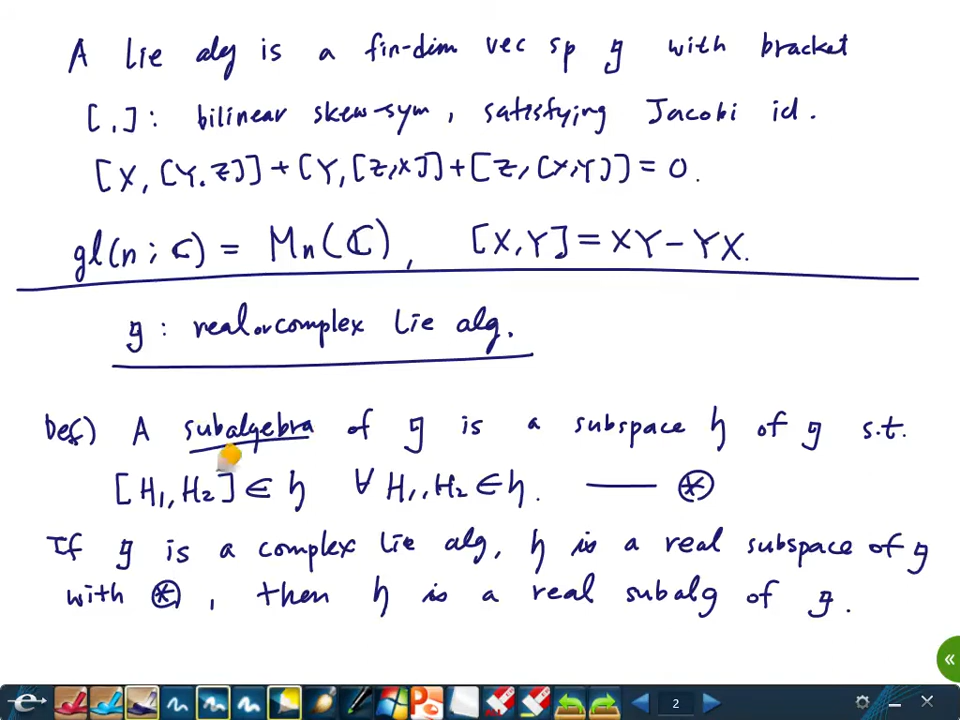 A Lie alg is a fin-dim vec sp 𝔤 with bracket
[ , ] : bilinear skew-sym, satisfying Jacobi id.
[X, [Y, Z]] + [Y, [Z, X]] + [Z, [X, Y]] = 0.
gl(n ; ℂ) = Mn(ℂ), [X, Y] = XY - YX.
𝔤 : real or complex Lie alg.
Def) A subalgebra of 𝔤 is a subspace 𝔥 of 𝔤 s.t.
[H1, H2] ∈ 𝔥 ∀ H1, H2 ∈ 𝔥. —— ⊛
If 𝔤 is a complex Lie alg, 𝔥 is a real subspace of 𝔤
with ⊛, then 𝔥 is a real subalg of 𝔤.
2